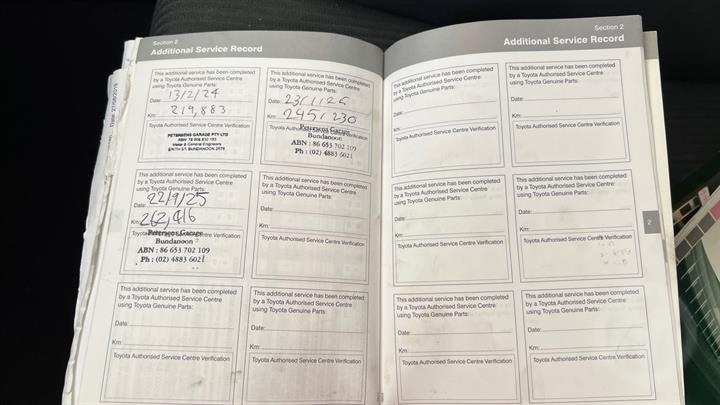 Section 2
Additional Service Record
This additional service has been completed
by a Toyota Authorised Service Centre
using Toyota Genuine Parts:
Date: 13/2/24
Km: 219,883
Toyota Authorised Service Centre Verification
PETERSENS GARAGE PTY LTD
Motor & General Engineers
ERITH ST, BUNDANOON 2578
This additional service has been completed
by a Toyota Authorised Service Centre
using Toyota Genuine Parts:
Date:
Km: 245,230
Toyota Authorised Service Centre Verification
Petersens Garage
Bundanoon
ABN : 86 653 702 109
Ph : (02) 4883 6021
This additional service has been completed
by a Toyota Authorised Service Centre
using Toyota Genuine Parts:
Date: 22/9/25
Km: 262,416
Toyota Authorised Service Centre Verification
Petersens Garage
Bundanoon
ABN : 86 653 702 109
Ph : (02) 4883 6021
This additional service has been completed
by a Toyota Authorised Service Centre
using Toyota Genuine Parts:
Date:
Km:
Toyota Authorised Service Centre Verification
This additional service has been completed
by a Toyota Authorised Service Centre
using Toyota Genuine Parts:
Date:
Km:
Toyota Authorised Service Centre Verification
This additional service has been completed
by a Toyota Authorised Service Centre
using Toyota Genuine Parts:
Date:
Km:
Toyota Authorised Service Centre Verification
Section 2
Additional Service Record
This additional service has been completed
by a Toyota Authorised Service Centre
using Toyota Genuine Parts:
Date:
Km:
Toyota Authorised Service Centre Verification
This additional service has been completed
by a Toyota Authorised Service Centre
using Toyota Genuine Parts:
Date:
Km:
Toyota Authorised Service Centre Verification
This additional service has been completed
by a Toyota Authorised Service Centre
using Toyota Genuine Parts:
Date:
Km:
Toyota Authorised Service Centre Verification
This additional service has been completed
by a Toyota Authorised Service Centre
using Toyota Genuine Parts:
Date:
Km:
Toyota Authorised Service Centre Verification
2
This additional service has been completed
by a Toyota Authorised Service Centre
using Toyota Genuine Parts:
Date:
Km:
Toyota Authorised Service Centre Verification
This additional service has been completed
by a Toyota Authorised Service Centre
using Toyota Genuine Parts:
Date:
Km:
Toyota Authorised Service Centre Verification